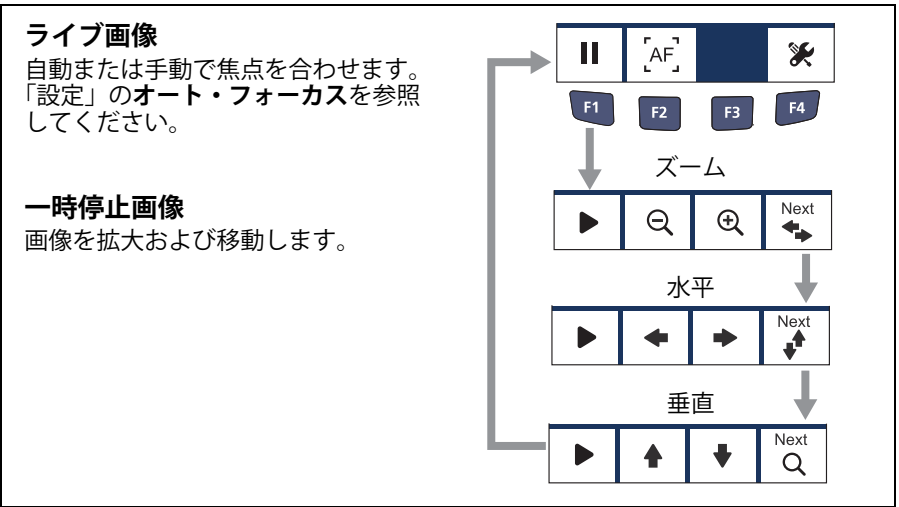 ライブ画像
自動または手動で焦点を合わせます。
「設定」のオート・フォーカスを参照
してください。
一時停止画像
画像を拡大および移動します。
AF
F1 F2 F3 F4
ズーム
Next
水平
Next
垂直
Next